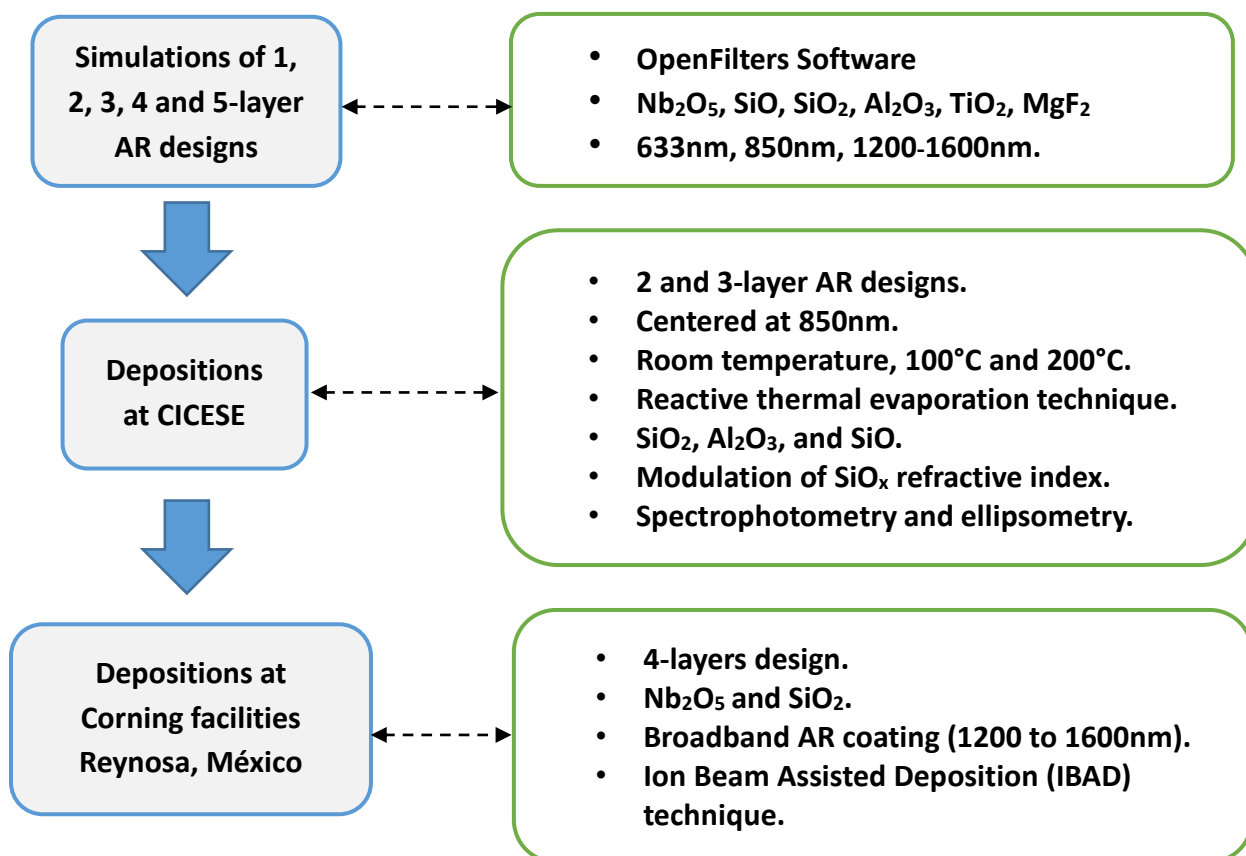 Simulations of 1,
2, 3, 4 and 5-layer
AR designs
• OpenFilters Software
• Nb₂O₅, SiO, SiO₂, Al₂O₃, TiO₂, MgF₂
• 633nm, 850nm, 1200-1600nm.
Depositions
at CICESE
• 2 and 3-layer AR designs.
• Centered at 850nm.
• Room temperature, 100°C and 200°C.
• Reactive thermal evaporation technique.
• SiO₂, Al₂O₃, and SiO.
• Modulation of SiOₓ refractive index.
• Spectrophotometry and ellipsometry.
Depositions at
Corning facilities
Reynosa, México
• 4-layers design.
• Nb₂O₅ and SiO₂.
• Broadband AR coating (1200 to 1600nm).
• Ion Beam Assisted Deposition (IBAD)
technique.